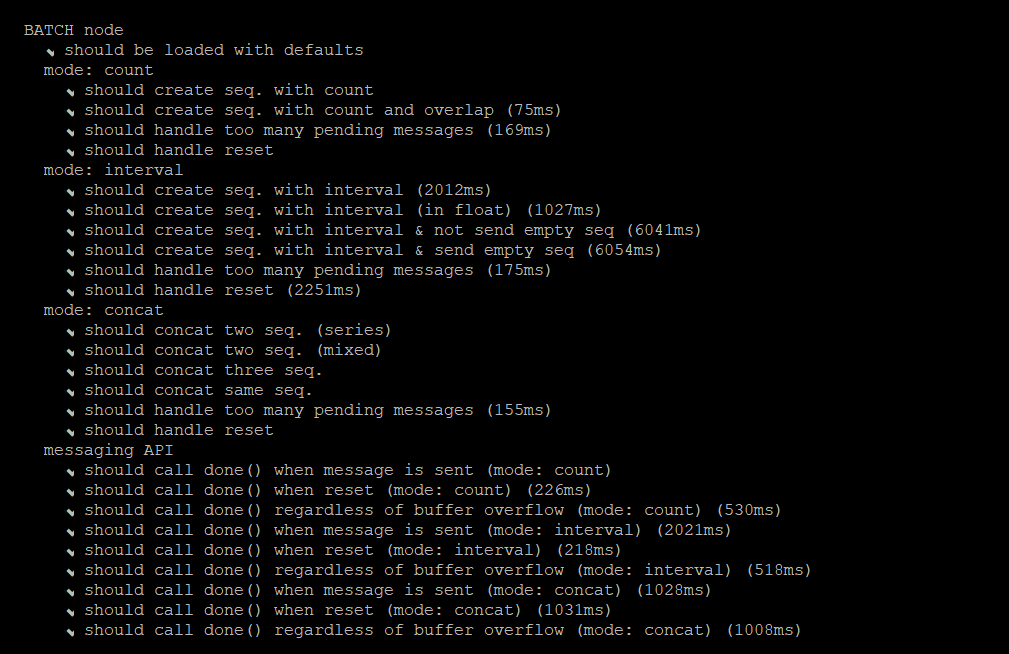 BATCH node
✔ should be loaded with defaults
mode: count
✔ should create seq. with count
✔ should create seq. with count and overlap (75ms)
✔ should handle too many pending messages (169ms)
✔ should handle reset
mode: interval
✔ should create seq. with interval (2012ms)
✔ should create seq. with interval (in float) (1027ms)
✔ should create seq. with interval & not send empty seq (6041ms)
✔ should create seq. with interval & send empty seq (6054ms)
✔ should handle too many pending messages (175ms)
✔ should handle reset (2251ms)
mode: concat
✔ should concat two seq. (series)
✔ should concat two seq. (mixed)
✔ should concat three seq.
✔ should concat same seq.
✔ should handle too many pending messages (155ms)
✔ should handle reset
messaging API
✔ should call done() when message is sent (mode: count)
✔ should call done() when reset (mode: count) (226ms)
✔ should call done() regardless of buffer overflow (mode: count) (530ms)
✔ should call done() when message is sent (mode: interval) (2021ms)
✔ should call done() when reset (mode: interval) (218ms)
✔ should call done() regardless of buffer overflow (mode: interval) (518ms)
✔ should call done() when message is sent (mode: concat) (1028ms)
✔ should call done() when reset (mode: concat) (1031ms)
✔ should call done() regardless of buffer overflow (mode: concat) (1008ms)